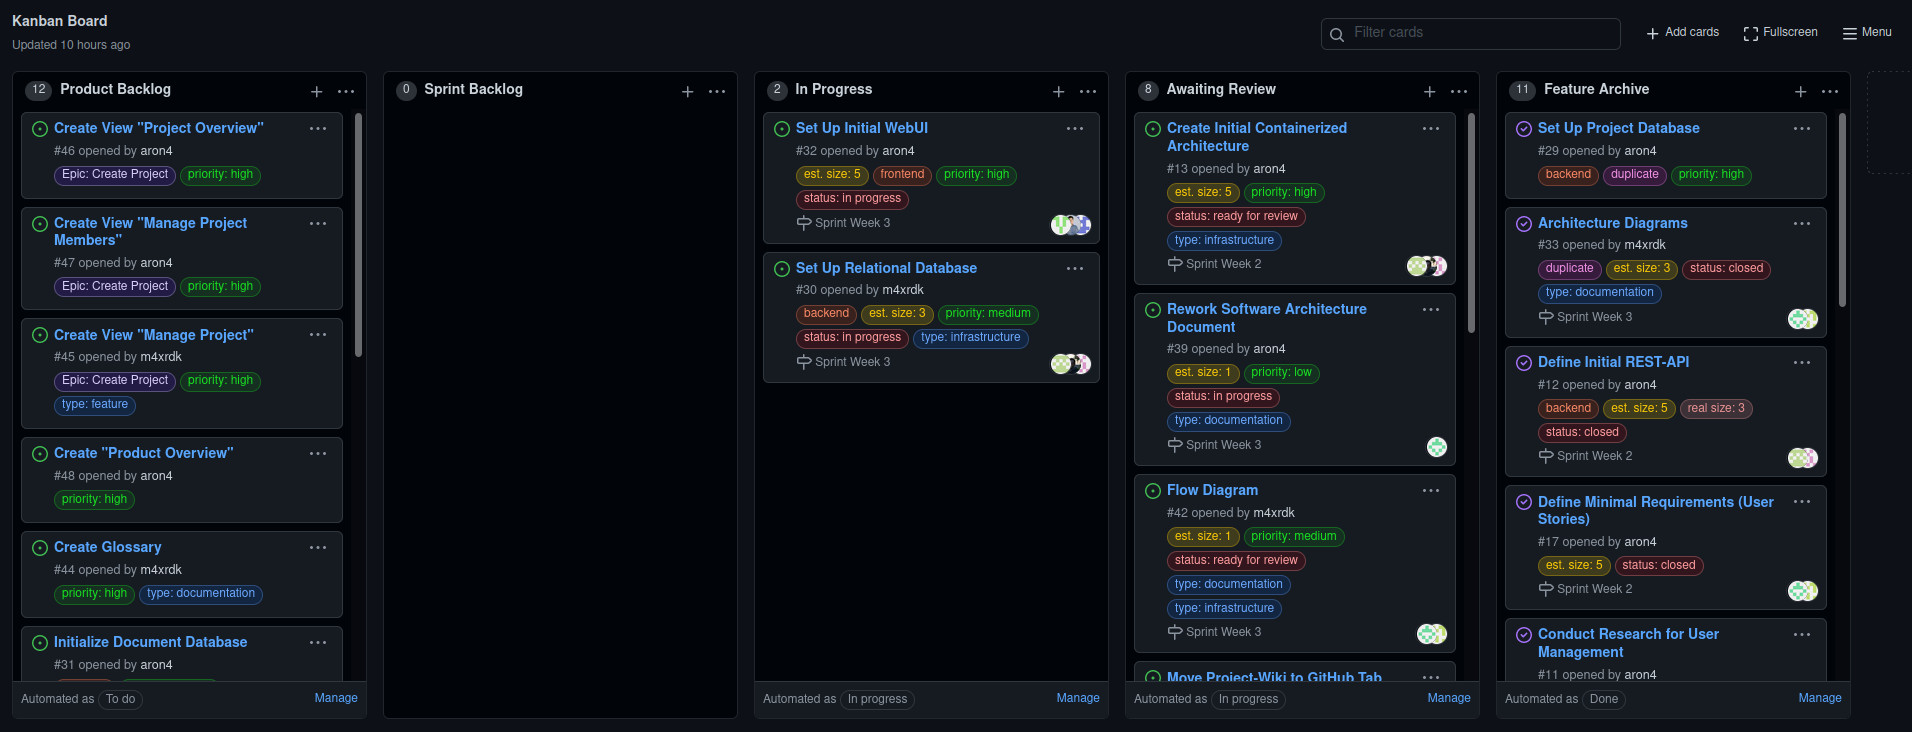 Kanban Board
Updated 10 hours ago
Filter cards
Add cards
Fullscreen
Menu
12 Product Backlog
Create View "Project Overview"
#46 opened by aron4
Epic: Create Project priority: high
Create View "Manage Project
Members"
#47 opened by aron4
Epic: Create Project priority: high
Create View "Manage Project"
#45 opened by m4xrdk
Epic: Create Project priority: high
type: feature
Create "Product Overview"
#48 opened by aron4
priority: high
Create Glossary
#44 opened by m4xrdk
priority: high type: documentation
Initialize Document Database
#31 opened by aron4
Automated as To do Manage
0 Sprint Backlog
2 In Progress
Set Up Initial WebUI
#32 opened by aron4
est. size: 5 frontend priority: high
status: in progress
Sprint Week 3
Set Up Relational Database
#30 opened by m4xrdk
backend est. size: 3 priority: medium
status: in progress type: infrastructure
Sprint Week 3
Automated as In progress Manage
8 Awaiting Review
Create Initial Containerized
Architecture
#13 opened by aron4
est. size: 5 priority: high
status: ready for review
type: infrastructure
Sprint Week 2
Rework Software Architecture
Document
#39 opened by aron4
est. size: 1 priority: low
status: in progress
type: documentation
Sprint Week 3
Flow Diagram
#42 opened by m4xrdk
est. size: 1 priority: medium
status: ready for review
type: documentation
type: infrastructure
Sprint Week 3
Move Project-Wiki to GitHub Tab
Automated as In progress Manage
11 Feature Archive
Set Up Project Database
#29 opened by aron4
backend duplicate priority: high
Architecture Diagrams
#33 opened by m4xrdk
duplicate est. size: 3 status: closed
type: documentation
Sprint Week 3
Define Initial REST-API
#12 opened by aron4
backend est. size: 5 real size: 3
status: closed
Sprint Week 2
Define Minimal Requirements (User
Stories)
#17 opened by aron4
est. size: 5 status: closed
Sprint Week 2
Conduct Research for User
Management
#11 opened by aron4
Automated as Done Manage